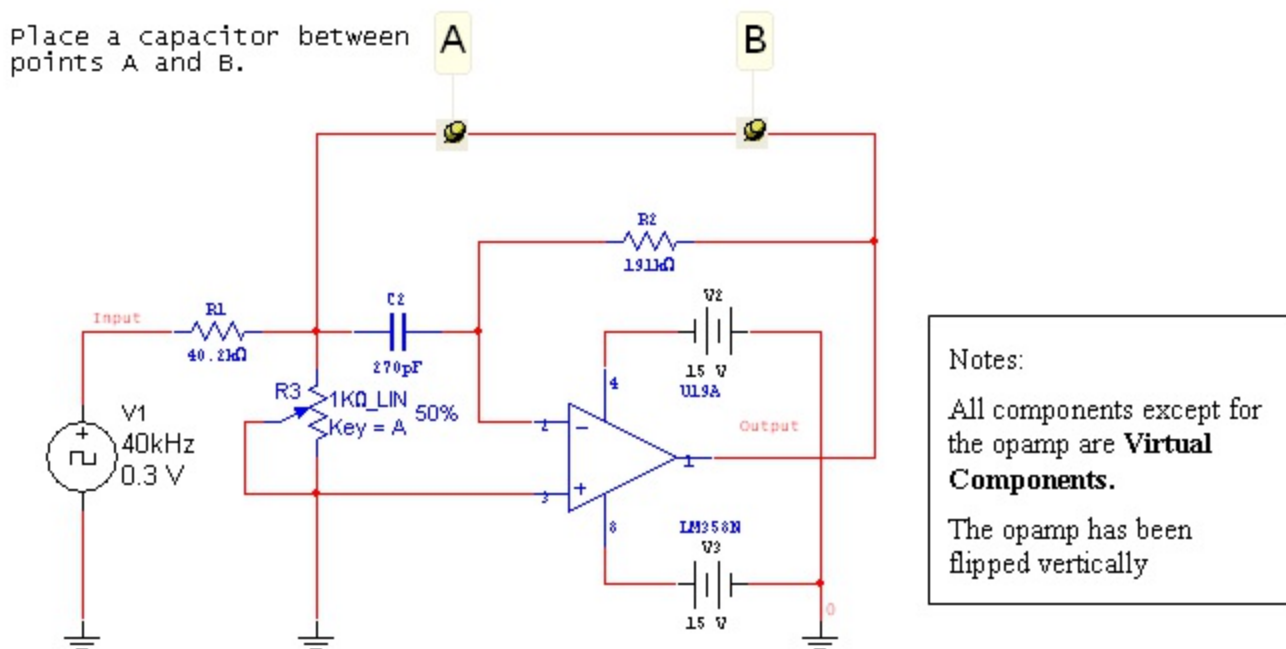 Place a capacitor between
points A and B.
A
B
R2
191kΩ
Input
R1
40.2kΩ
C2
270pF
V2
15 V
U19A
4
R3
1KΩ_LIN
50%
Key = A
V1
40kHz
0.3 V
2
3
1
8
Output
LM358N
V3
15 V
0
Notes:
All components except for
the opamp are Virtual
Components.
The opamp has been
flipped vertically